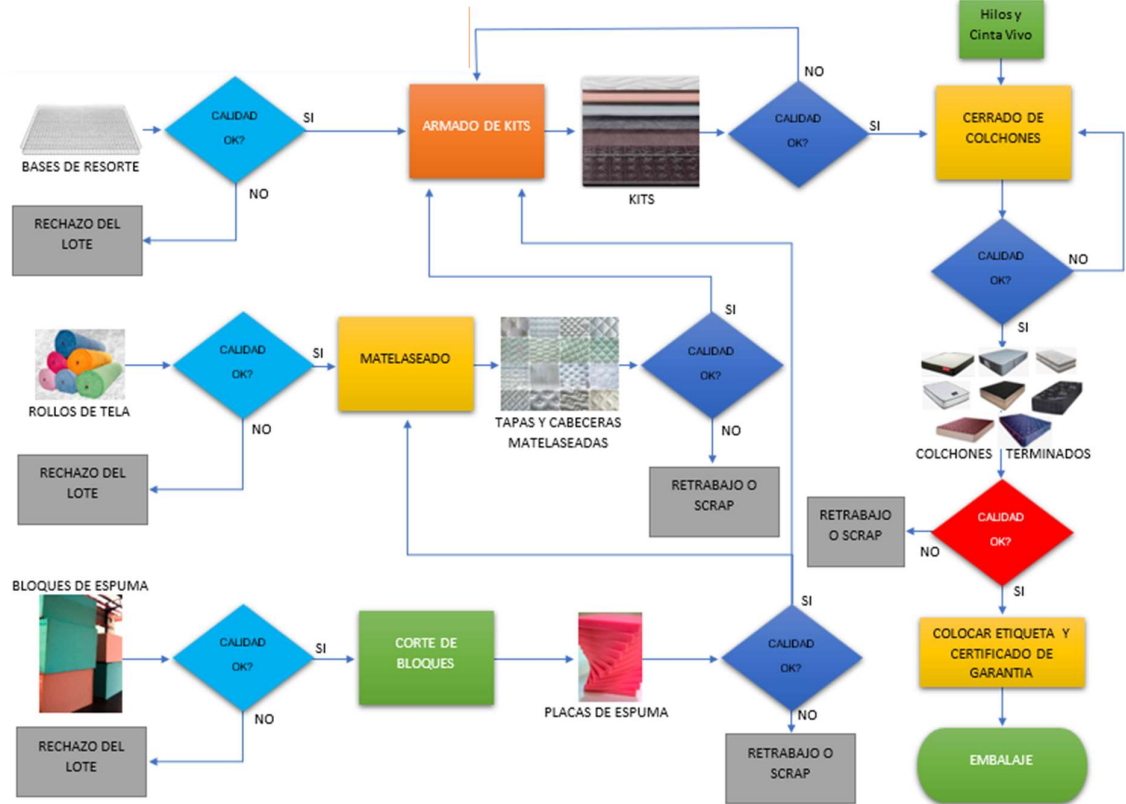 Hilos y
Cinta Vivo
NO
CALIDAD
OK?
SI
ARMADO DE KITS
CALIDAD
OK?
SI
CERRADO DE
COLCHONES
BASES DE RESORTE
NO
KITS
RECHAZO DEL
LOTE
CALIDAD
OK?
NO
SI
SI
CALIDAD
OK?
SI
MATELASEADO
CALIDAD
OK?
ROLLOS DE TELA
NO
TAPAS Y CABECERAS
MATELASEADAS
NO
COLCHONES TERMINADOS
RECHAZO DEL
LOTE
RETRABAJO O
SCRAP
RETRABAJO
O SCRAP
CALIDAD
OK?
NO
SI
BLOQUES DE ESPUMA
SI
CALIDAD
OK?
SI
CORTE DE
BLOQUES
CALIDAD
OK?
COLOCAR ETIQUETA Y
CERTIFICADO DE
GARANTIA
NO
PLACAS DE ESPUMA
NO
RECHAZO DEL
LOTE
RETRABAJO O
SCRAP
EMBALAJE